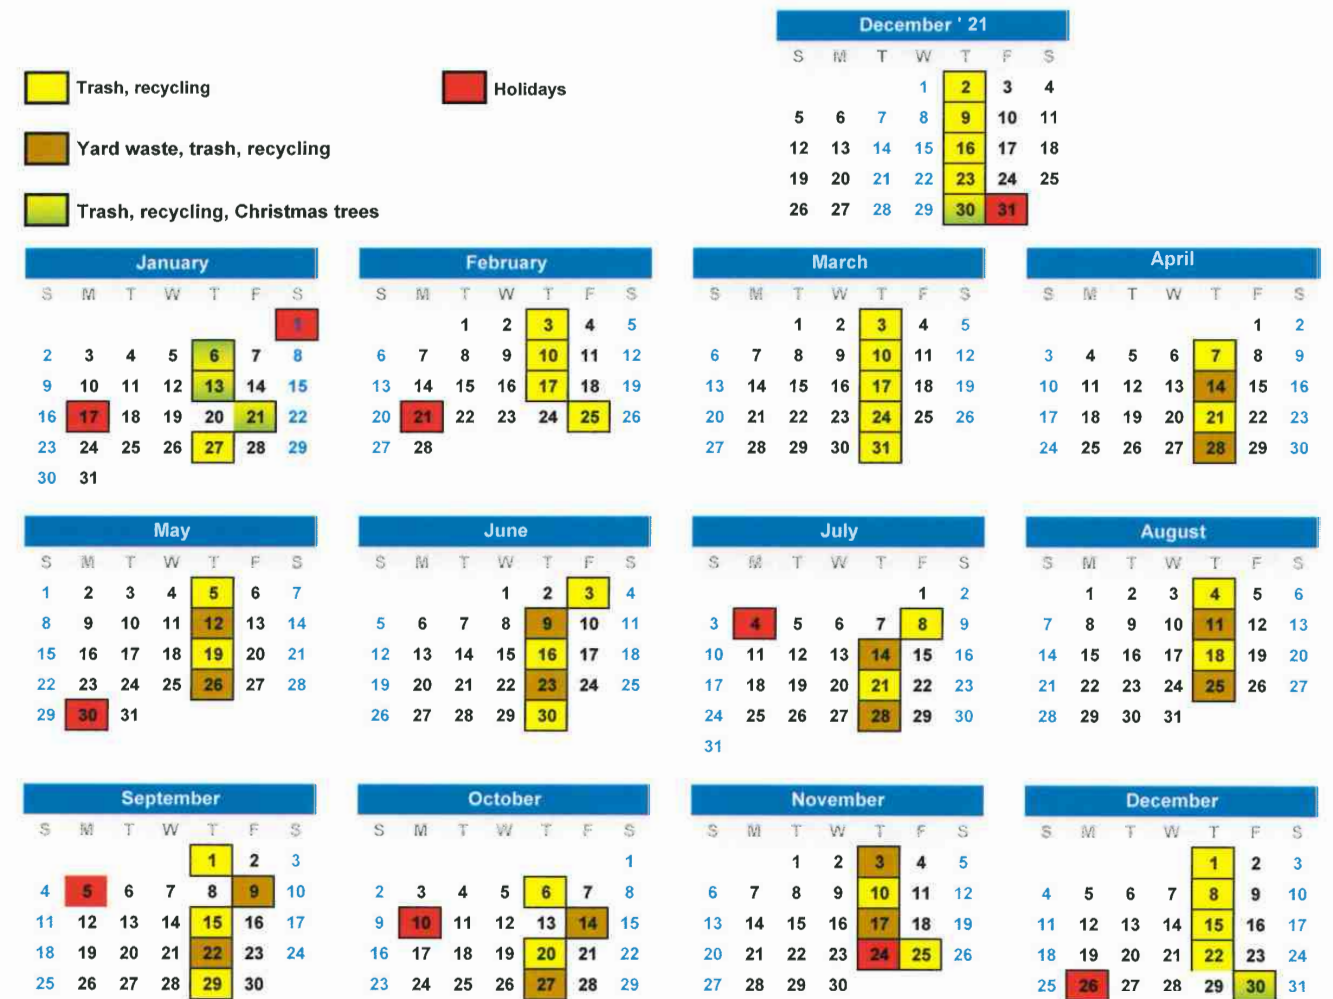 December ' 21
S M T W T F S
1 2 3 4
5 6 7 8 9 10 11
12 13 14 15 16 17 18
19 20 21 22 23 24 25
26 27 28 29 30 31
Trash, recycling
Holidays
Yard waste, trash, recycling
Trash, recycling, Christmas trees
January
S M T W T F S
1
2 3 4 5 6 7 8
9 10 11 12 13 14 15
16 17 18 19 20 21 22
23 24 25 26 27 28 29
30 31
February
S M T W T F S
1 2 3 4 5
6 7 8 9 10 11 12
13 14 15 16 17 18 19
20 21 22 23 24 25 26
27 28
March
S M T W T F S
1 2 3 4 5
6 7 8 9 10 11 12
13 14 15 16 17 18 19
20 21 22 23 24 25 26
27 28 29 30 31
April
S M T W T F S
1 2
3 4 5 6 7 8 9
10 11 12 13 14 15 16
17 18 19 20 21 22 23
24 25 26 27 28 29 30
May
S M T W T F S
1 2 3 4 5 6 7
8 9 10 11 12 13 14
15 16 17 18 19 20 21
22 23 24 25 26 27 28
29 30 31
June
S M T W T F S
1 2 3 4
5 6 7 8 9 10 11
12 13 14 15 16 17 18
19 20 21 22 23 24 25
26 27 28 29 30
July
S M T W T F S
1 2
3 4 5 6 7 8 9
10 11 12 13 14 15 16
17 18 19 20 21 22 23
24 25 26 27 28 29 30
31
August
S M T W T F S
1 2 3 4 5 6
7 8 9 10 11 12 13
14 15 16 17 18 19 20
21 22 23 24 25 26 27
28 29 30 31
September
S M T W T F S
1 2 3
4 5 6 7 8 9 10
11 12 13 14 15 16 17
18 19 20 21 22 23 24
25 26 27 28 29 30
October
S M T W T F S
1
2 3 4 5 6 7 8
9 10 11 12 13 14 15
16 17 18 19 20 21 22
23 24 25 26 27 28 29
November
S M T W T F S
1 2 3 4 5
6 7 8 9 10 11 12
13 14 15 16 17 18 19
20 21 22 23 24 25 26
27 28 29 30
December
S M T W T F S
1 2 3
4 5 6 7 8 9 10
11 12 13 14 15 16 17
18 19 20 21 22 23 24
25 26 27 28 29 30 31